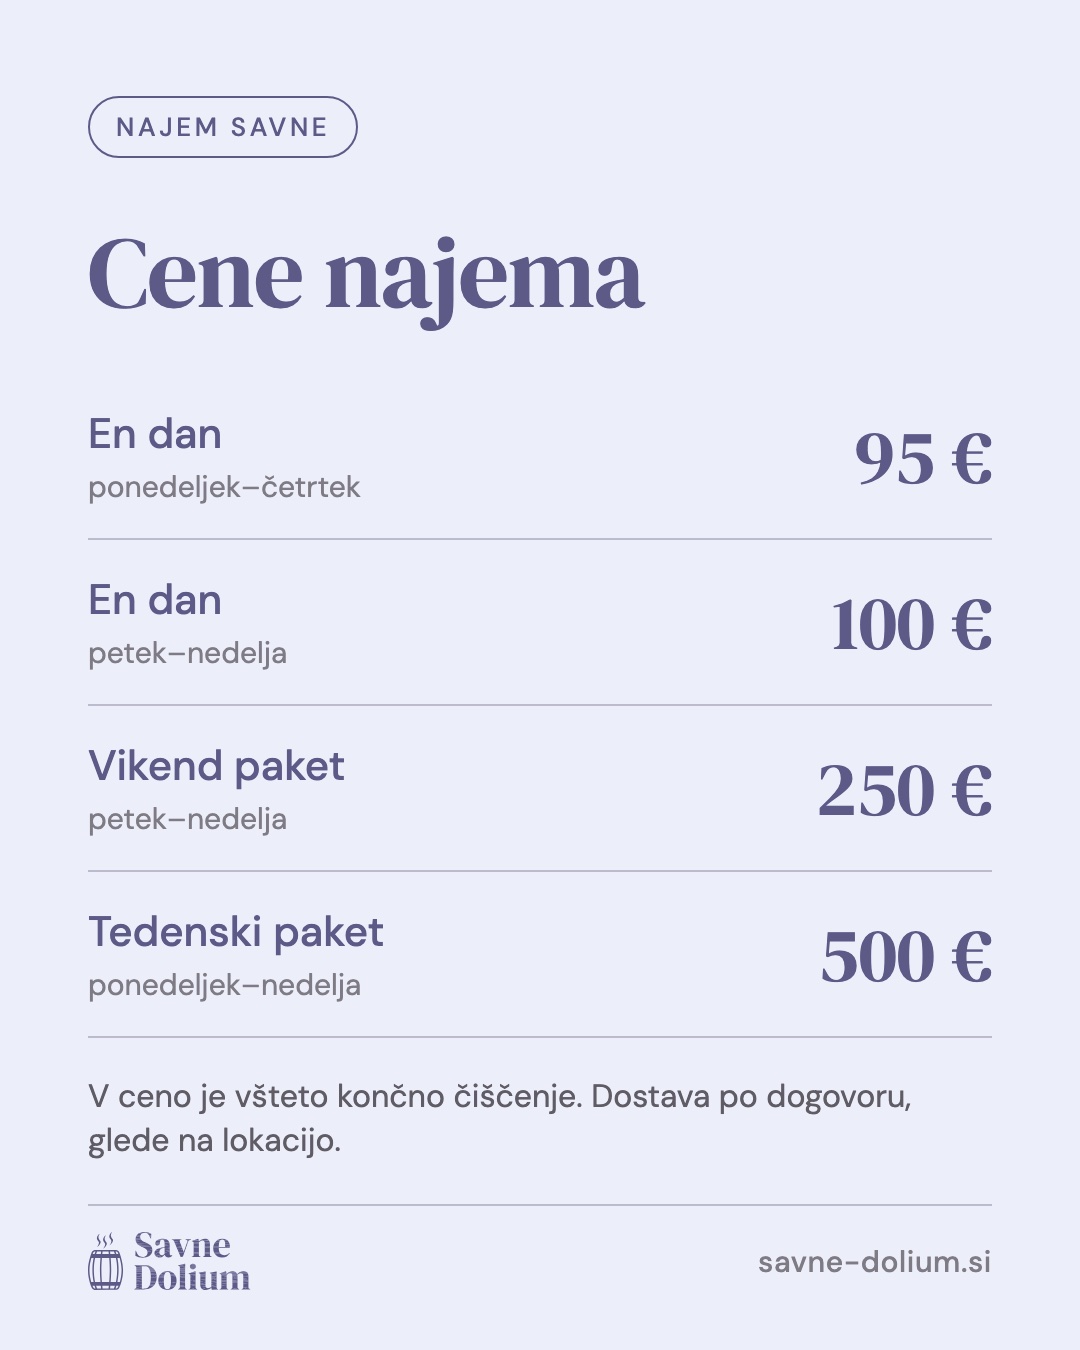 NAJEM SAVNE
Cene najema
En dan
ponedeljek–četrtek
95 €
En dan
petek–nedelja
100 €
Vikend paket
petek–nedelja
250 €
Tedenski paket
ponedeljek–nedelja
500 €
V ceno je všteto končno čiščenje. Dostava po dogovoru,
glede na lokacijo.
Savne
Dolium
savne-dolium.si